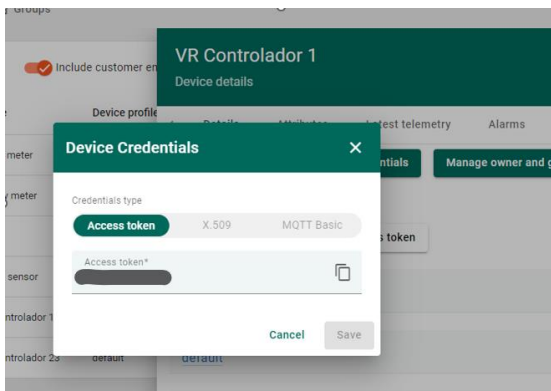 Groups
Include customer en
VR Controlador 1
Device details
Device profile
Details
Attributes
Latest telemetry
Alarms
Device Credentials
meter
ntials
Manage owner and g
Credentials type
meter
Access token
X.509
MQTT Basic
s token
Access token*
sensor
ntrolador 1
Cancel
Save
ntrolador 23
default
default